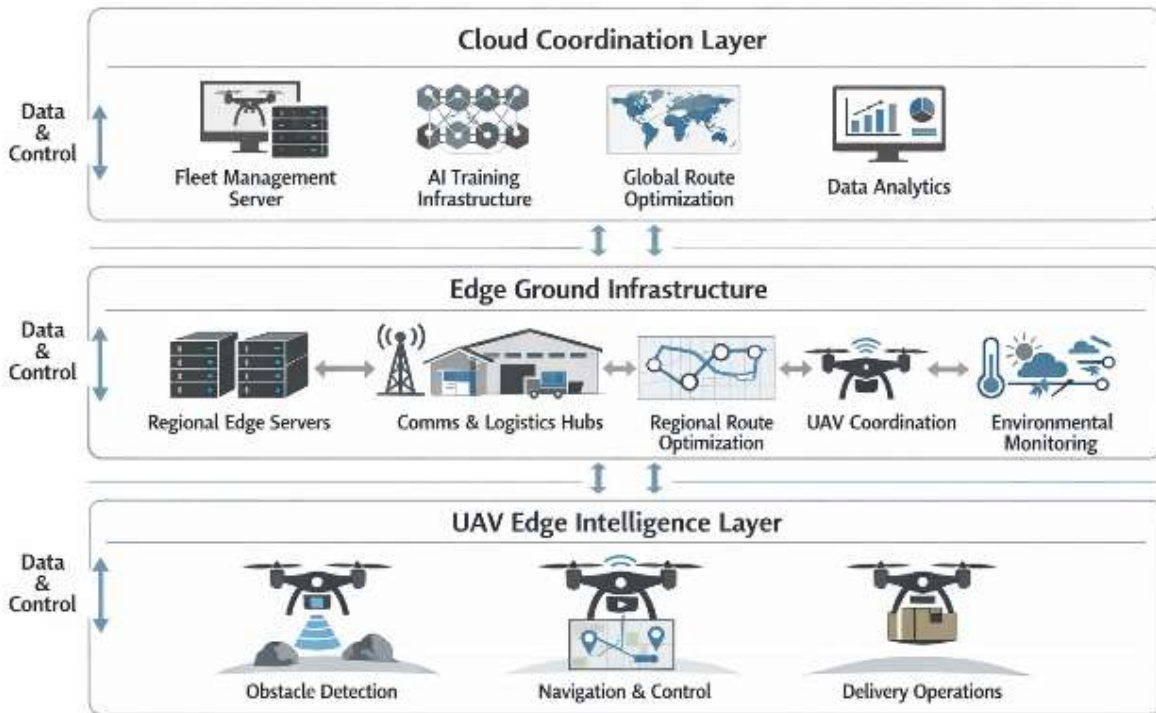 Cloud Coordination Layer
Data
&
Control
Fleet Management
Server
AI Training
Infrastructure
Global Route
Optimization
Data Analytics
Edge Ground Infrastructure
Data
&
Control
Regional Edge Servers
Comms & Logistics Hubs
Regional Route
Optimization
UAV Coordination
Environmental
Monitoring
UAV Edge Intelligence Layer
Data
&
Control
Obstacle Detection
Navigation & Control
Delivery Operations